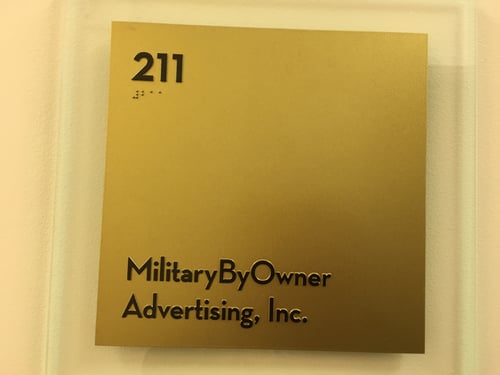 211
MilitaryByOwner
Advertising, Inc.